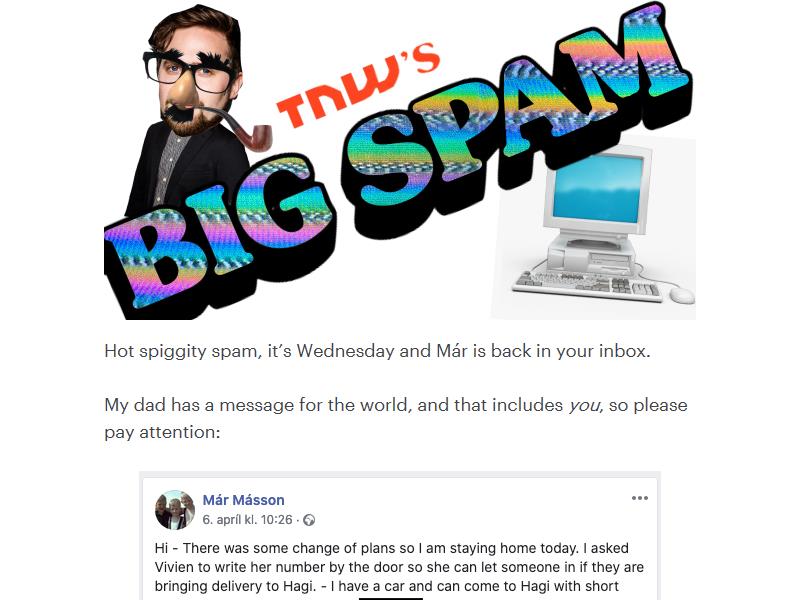 TNW'S
BIG SPAM
Hot spiggity spam, it’s Wednesday and Már is back in your inbox.
My dad has a message for the world, and that includes you, so please
pay attention:
Már Másson
6. apríl kl. 10:26 ·
Hi - There was some change of plans so I am staying home today. I asked
Vivien to write her number by the door so she can let someone in if they are
bringing delivery to Hagi. - I have a car and can come to Hagi with short